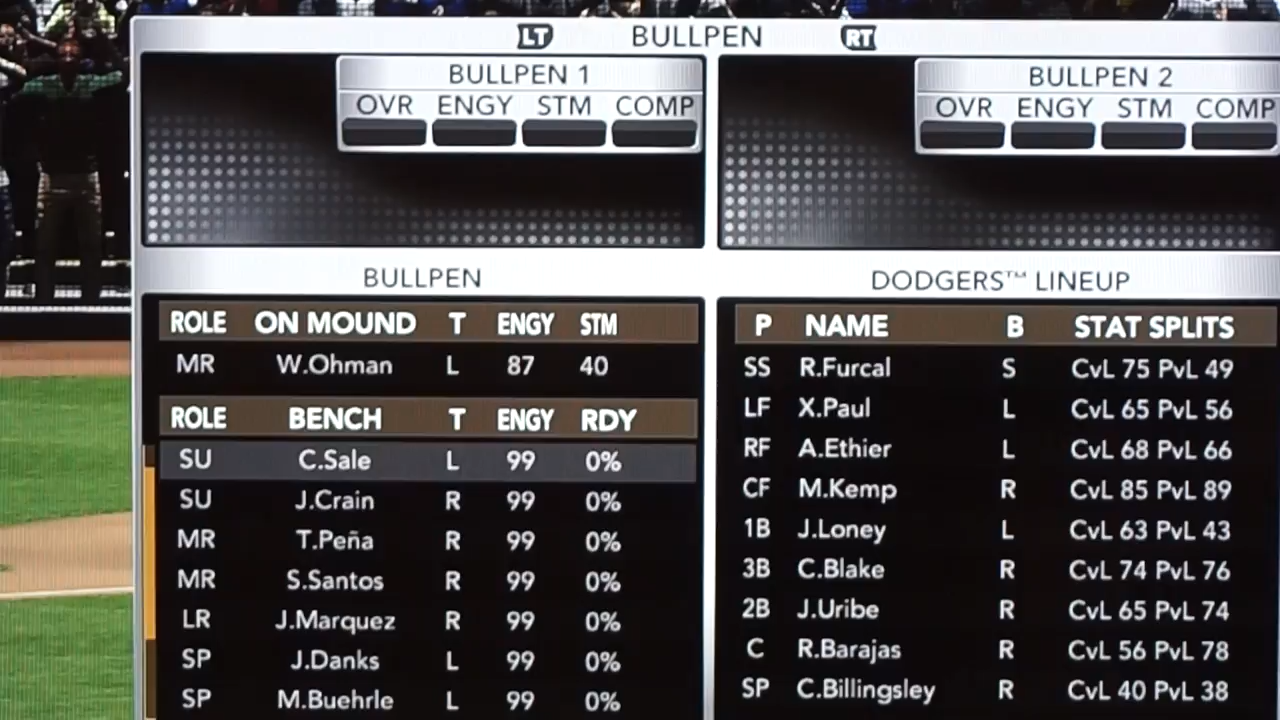 LT BULLPEN RT
BULLPEN 1
OVR ENGY STM COMP
BULLPEN 2
OVR ENGY STM COMP
BULLPEN
ROLE ON MOUND T ENGY STM
MR W.Ohman L 87 40
ROLE BENCH T ENGY RDY
SU C.Sale L 99 0%
SU J.Crain R 99 0%
MR T.Peña R 99 0%
MR S.Santos R 99 0%
LR J.Marquez R 99 0%
SP J.Danks L 99 0%
SP M.Buehrle L 99 0%
DODGERS™ LINEUP
P NAME B STAT SPLITS
SS R.Furcal S CvL 75 PvL 49
LF X.Paul L CvL 65 PvL 56
RF A.Ethier L CvL 68 PvL 66
CF M.Kemp R CvL 85 PvL 89
1B J.Loney L CvL 63 PvL 43
3B C.Blake R CvL 74 PvL 76
2B J.Uribe R CvL 65 PvL 74
C R.Barajas R CvL 56 PvL 78
SP C.Billingsley R CvL 40 PvL 38